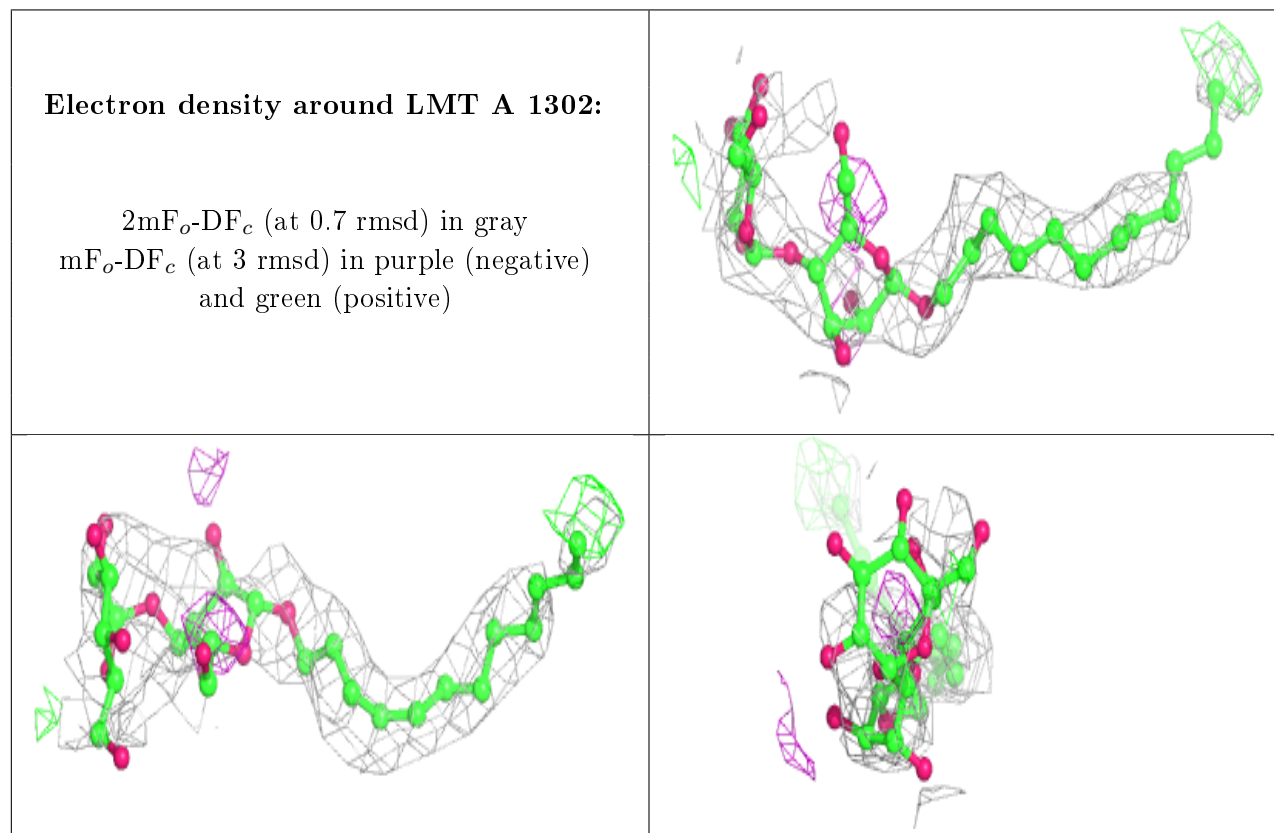 Electron density around LMT A 1302:
2mFo-DFc (at 0.7 rmsd) in gray
mFo-DFc (at 3 rmsd) in purple (negative)
and green (positive)